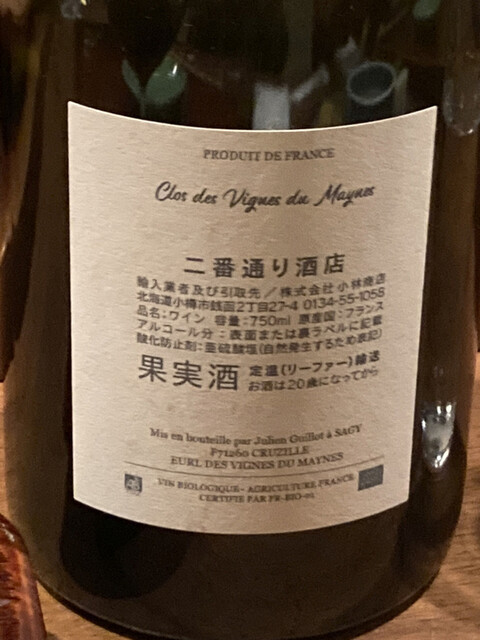 PRODUIT DE FRANCE
Clos des Vignes du Maynes
二番通り酒店
輸入業者及び引取先／株式会社小林商店
北海道小樽市銭函2丁目27-4 0134-55-1058
品名:ワイン 容量:750ml 原産国:フランス
アルコール分:表面または裏ラベルに記載
酸化防止剤:亜硫酸塩(自然発生するため表記)
果実酒 定温(リーファー)輸送
お酒は20歳になってから
Mis en bouteille par Julien Guillot à SAGY
F71260 CRUZILLE
EURL DES VIGNES DU MAYNES
VIN BIOLOGIQUE - AGRICULTURE FRANCE
CERTIFIE PAR FR-BIO-01